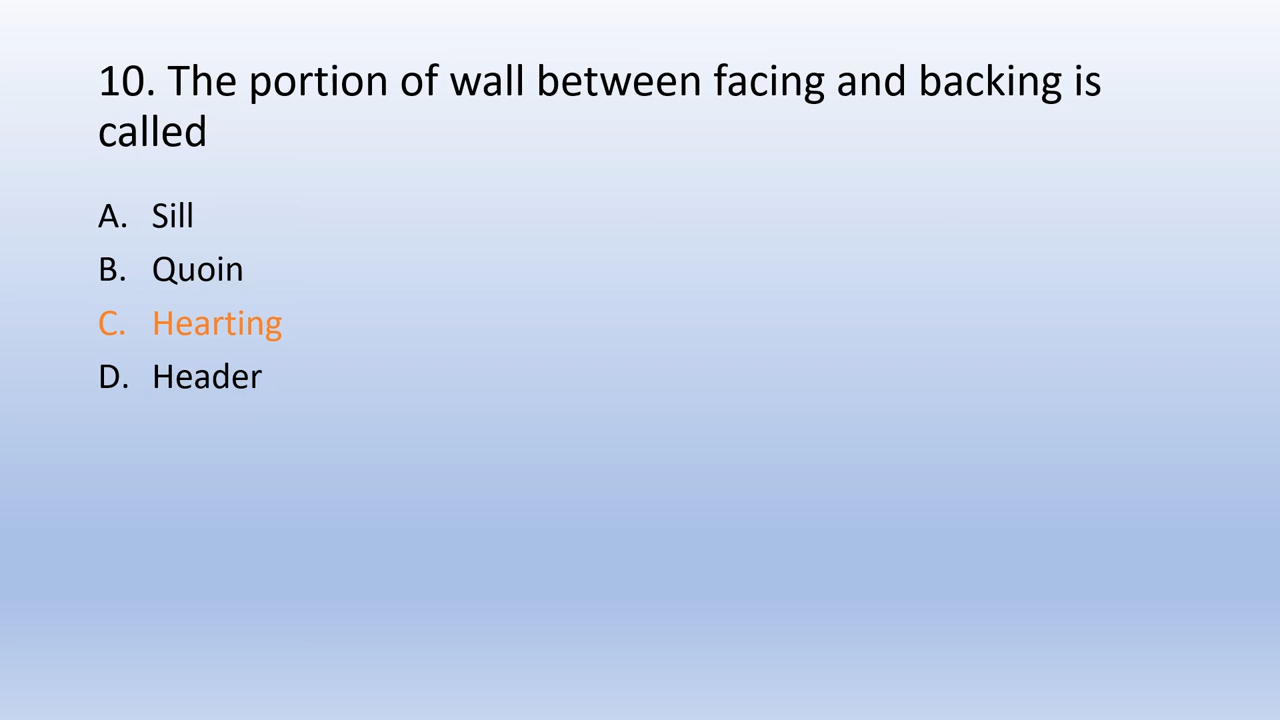 10. The portion of wall between facing and backing is
called
A. Sill
B. Quoin
C. Hearting
D. Header